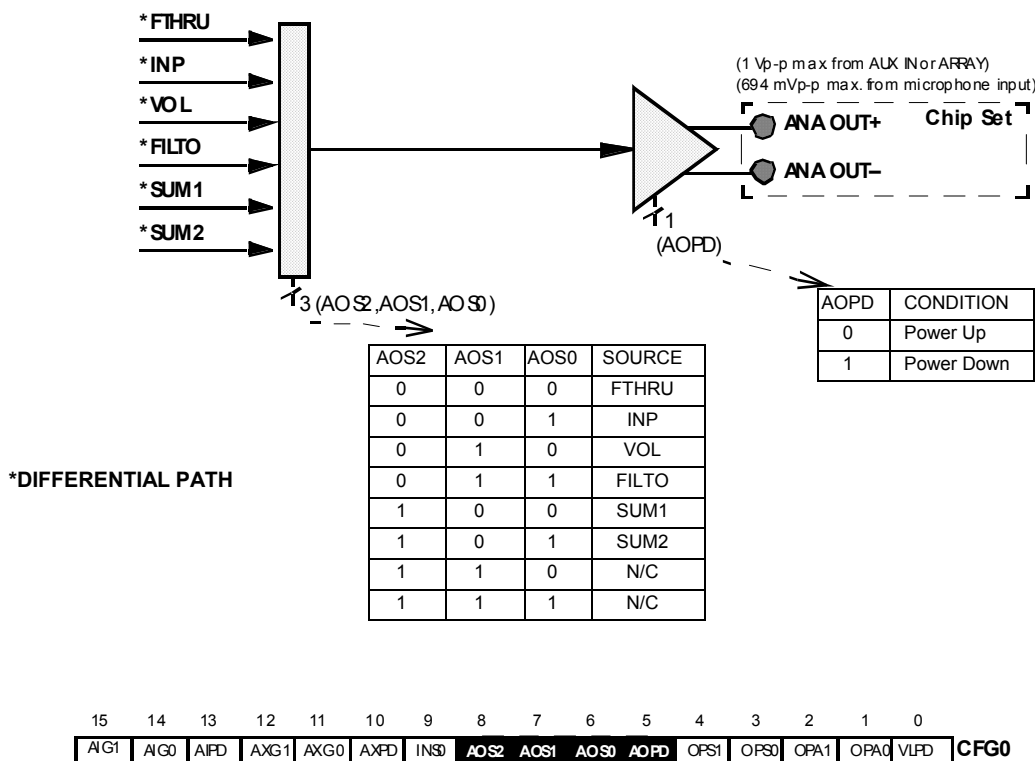 *FTHRU
*INP
*VOL
*FILTO
*SUM1
*SUM2
(1 Vp-p max from AUX IN or ARRAY)
(694 mVp-p max. from microphone input)
ANA OUT+
Chip Set
ANA OUT–
1
(AOPD)
3 (AOS2, AOS1, AOS0)
AOPD CONDITION
0 Power Up
1 Power Down
AOS2 AOS1 AOS0 SOURCE
0 0 0 FTHRU
0 0 1 INP
0 1 0 VOL
0 1 1 FILTO
1 0 0 SUM1
1 0 1 SUM2
1 1 0 N/C
1 1 1 N/C
*DIFFERENTIAL PATH
15 14 13 12 11 10 9 8 7 6 5 4 3 2 1 0
AIG1 AIG0 AIPD AXG1 AXG0 AXPD INS0 AOS2 AOS1 AOS0 AOPD OPS1 OPS0 OPA1 OPA0 VLPD CFG0